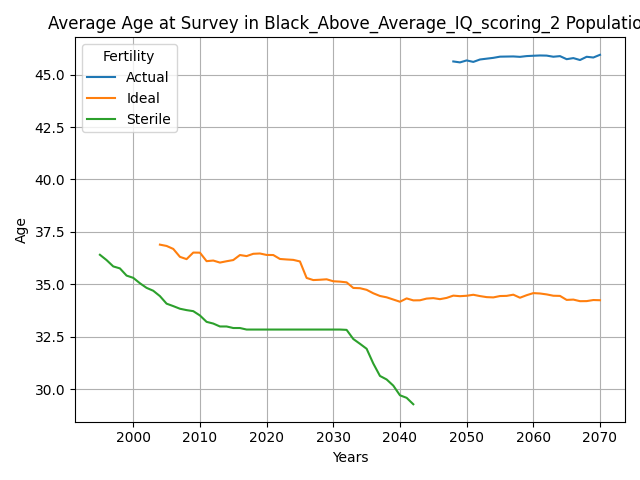 Average Age at Survey in Black_Above_Average_IQ_scoring_2 Populatio
Fertility
Actual
Ideal
Sterile
45.0
42.5
40.0
37.5
35.0
32.5
30.0
Age
2000 2010 2020 2030 2040 2050 2060 2070
Years